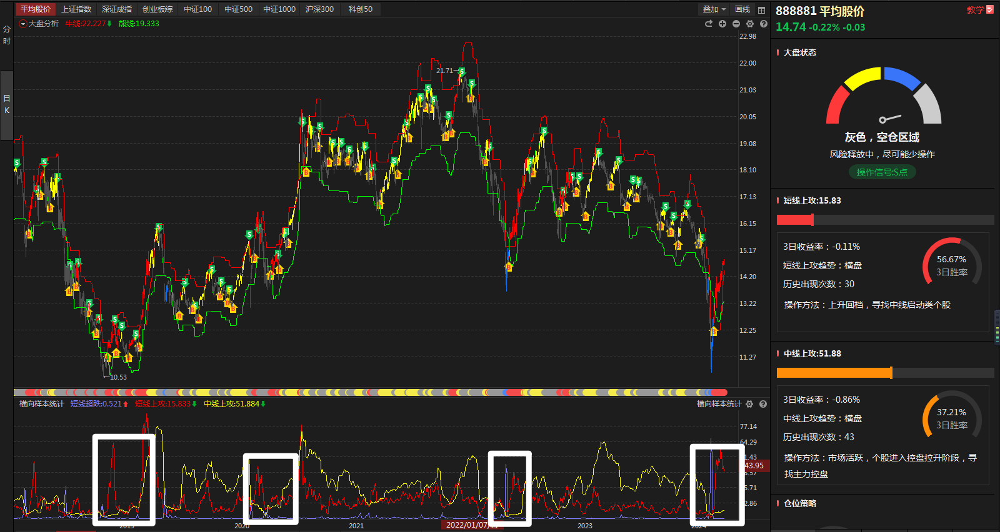 平均股价 上证指数 深证成指 创业板综 中证100 中证500 中证1000 沪深300 科创50 叠加 画线
大盘分析 牛线:22.227 熊线:19.333
分时
日K
22.98
22.00
21.03
20.05
19.08
18.10
17.13
16.15
15.17
14.20
13.22
12.25
11.27
21.71
10.53
横向样本统计 短线超跌:0.521 短线上攻:15.833 中线上攻:51.884 横向样本统计
77.14
64.29
43.95
2020 2021 2022/01/07/ 2023
888881 平均股价 教学
14.74 -0.22% -0.03
大盘状态
灰色，空仓区域
风险释放中，尽可能少操作
操作信号:S点
短线上攻:15.83
3日收益率：-0.11%
短线上攻趋势：横盘
历史出现次数：30
56.67%
3日胜率
操作方法：上升回档，寻找中线启动类个股
中线上攻:51.88
3日收益率：-0.86%
中线上攻趋势：横盘
历史出现次数：43
37.21%
3日胜率
操作方法：市场活跃，个股进入控盘拉升阶段，寻
找主力控盘
仓位策略